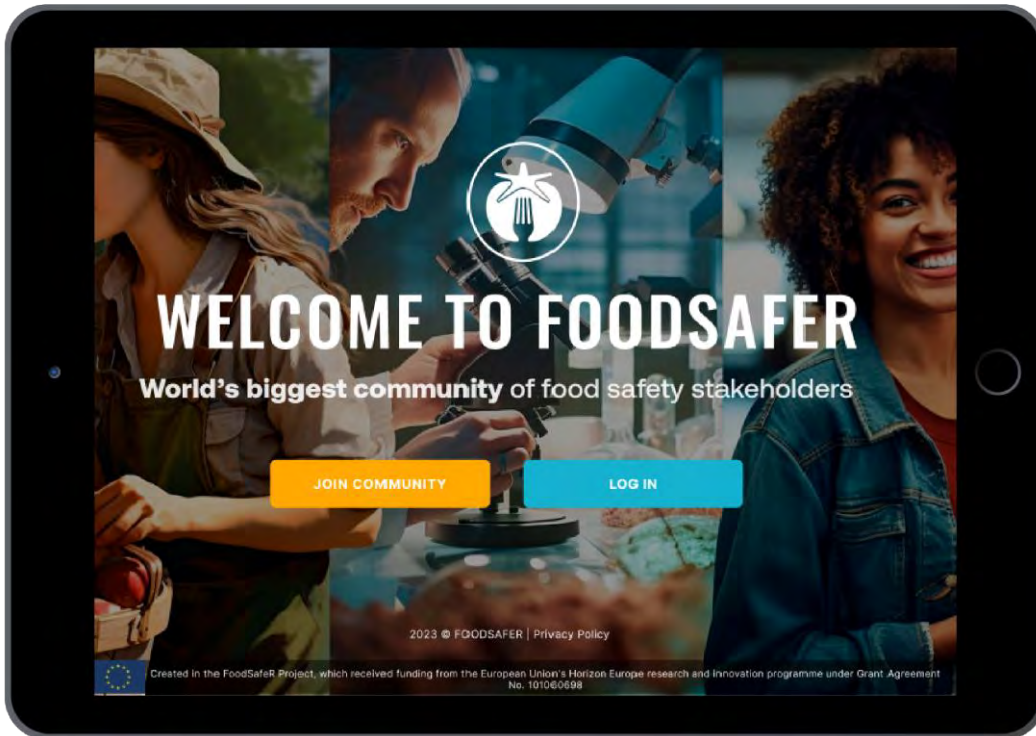 WELCOME TO FOODSAFER
World's biggest community of food safety stakeholders
JOIN COMMUNITY
LOG IN
2023 © FOODSAFER | Privacy Policy
Created in the FoodSafeR Project, which received funding from the European Union's Horizon Europe research and innovation programme under Grant Agreement
No. 101060698